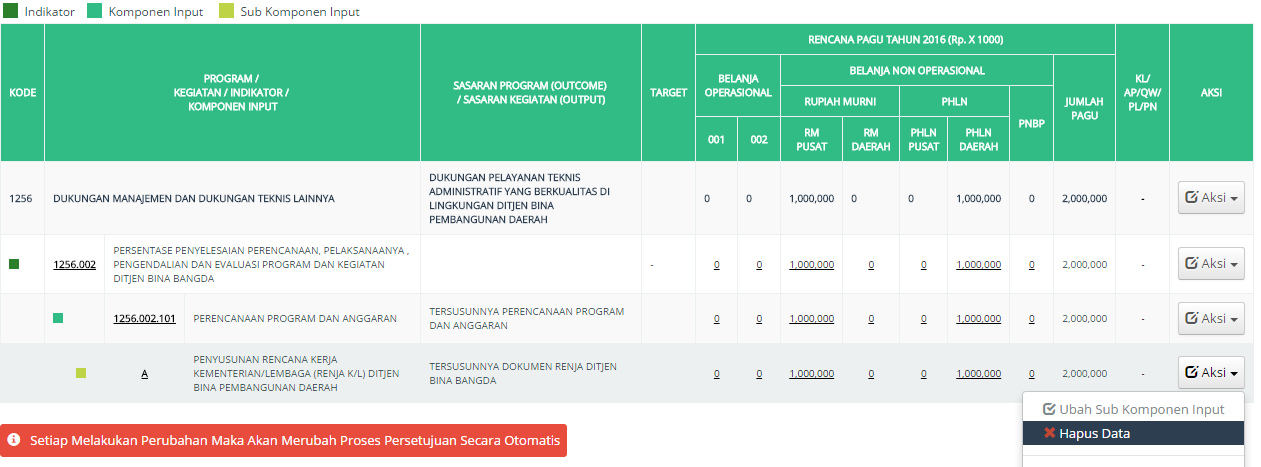 Indikator Komponen Input Sub Komponen Input
KODE
PROGRAM /
KEGIATAN / INDIKATOR /
KOMPONEN INPUT
SASARAN PROGRAM (OUTCOME)
/ SASARAN KEGIATAN (OUTPUT)
TARGET
RENCANA PAGU TAHUN 2016 (Rp. X 1000)
BELANJA
OPERASIONAL
BELANJA NON OPERASIONAL
RUPIAH MURNI
PHLN
PNBP
JUMLAH
PAGU
001
002
RM
PUSAT
RM
DAERAH
PHLN
PUSAT
PHLN
DAERAH
KL/
AP/QW/
PL/PN
AKSI
1256
DUKUNGAN MANAJEMEN DAN DUKUNGAN TEKNIS LAINNYA
DUKUNGAN PELAYANAN TEKNIS
ADMINISTRATIF YANG BERKUALITAS DI
LINGKUNGAN DITJEN BINA
PEMBANGUNAN DAERAH
0 0 1,000,000 0 0 1,000,000 0 2,000,000 - Aksi
1256.002
PERSENTASE PENYELESAIAN PERENCANAAN, PELAKSANAANYA ,
PENGENDALIAN DAN EVALUASI PROGRAM DAN KEGIATAN
DITJEN BINA BANGDA
- 0 0 1,000,000 0 0 1,000,000 0 2,000,000 - Aksi
1256.002.101
PERENCANAAN PROGRAM DAN ANGGARAN
TERSUSUNNYA PERENCANAAN PROGRAM
DAN ANGGARAN
0 0 1,000,000 0 0 1,000,000 0 2,000,000 - Aksi
A
PENYUSUNAN RENCANA KERJA
KEMENTERIAN/LEMBAGA (RENJA K/L) DITJEN
BINA PEMBANGUNAN DAERAH
TERSUSUNNYA DOKUMEN RENJA DITJEN
BINA BANGDA
0 0 1,000,000 0 0 1,000,000 0 2,000,000 - Aksi
Ubah Sub Komponen Input
Hapus Data
Setiap Melakukan Perubahan Maka Akan Merubah Proses Persetujuan Secara Otomatis